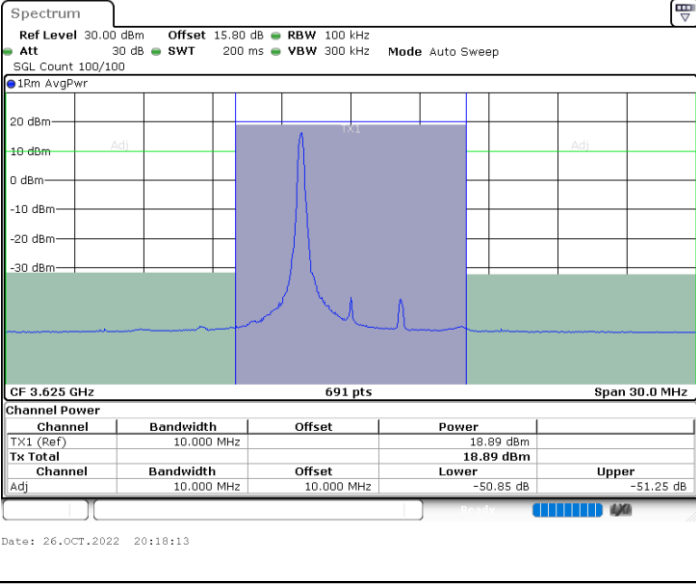 Spectrum
Ref Level 30.00 dBm Offset 15.80 dB RBW 100 kHz
Att 30 dB SWT 200 ms VBW 300 kHz Mode Auto Sweep
SGL Count 100/100
1Rm AvgPwr
20 dBm
TX1
Adj
Adj
10 dBm
0 dBm
-10 dBm
-20 dBm
-30 dBm
CF 3.625 GHz 691 pts Span 30.0 MHz
Channel Power
Channel Bandwidth Offset Power
TX1 (Ref) 10.000 MHz 18.89 dBm
Tx Total 18.89 dBm
Channel Bandwidth Offset Lower Upper
Adj 10.000 MHz 10.000 MHz -50.85 dB -51.25 dB
Ready
Date: 26.OCT.2022 20:18:13